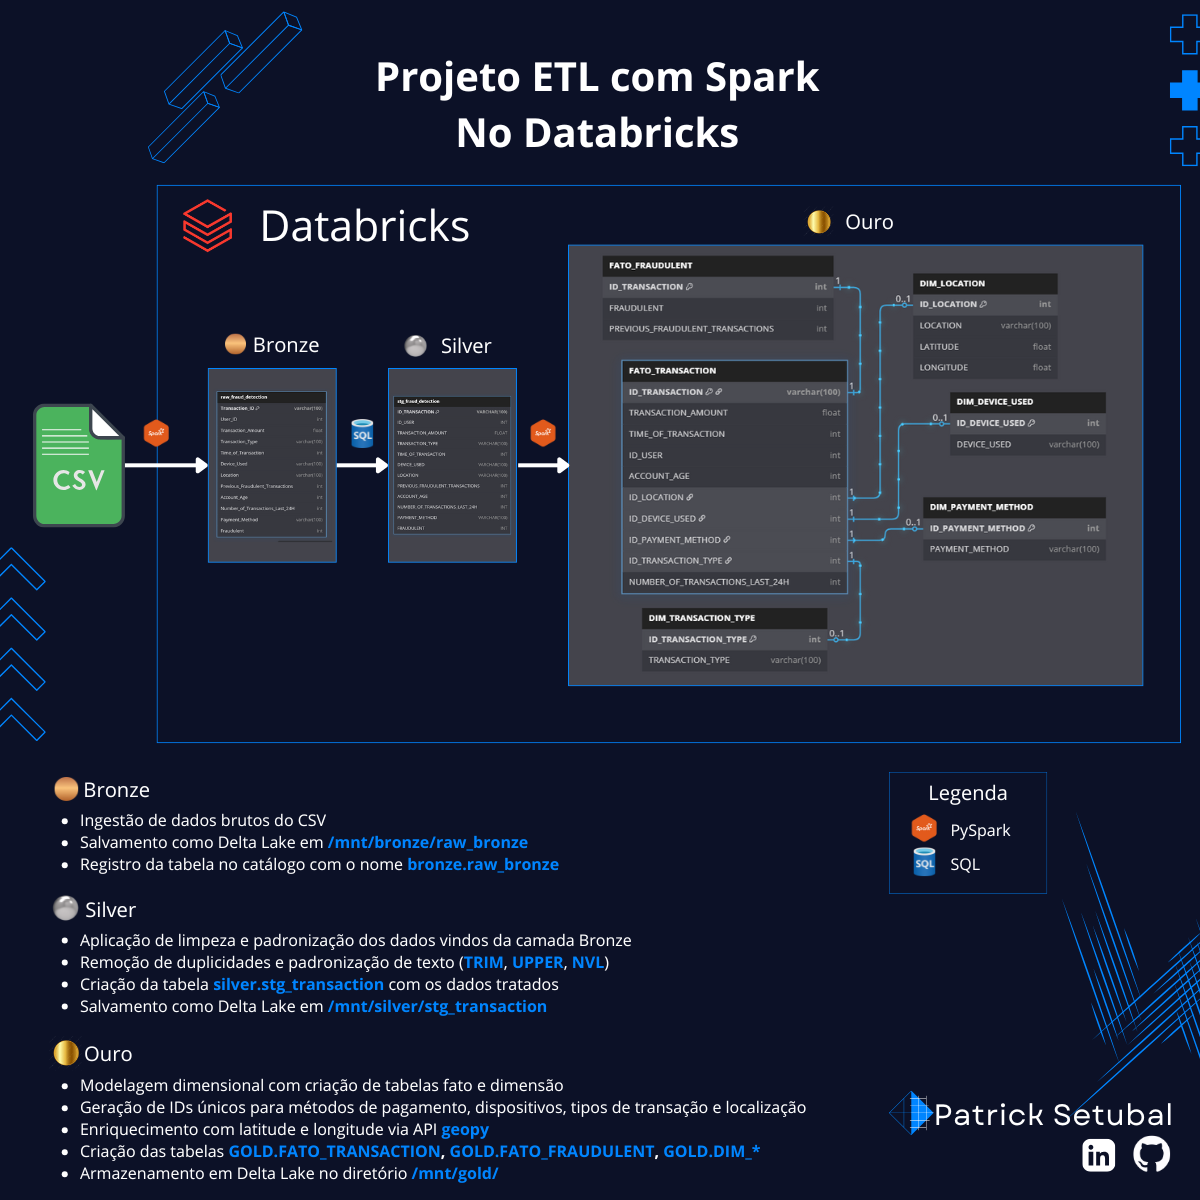 Projeto ETL com Spark
No Databricks
Databricks
Ouro
Bronze
Silver
CSV
Spark
SQL
Spark
raw_fraud_detection
Transaction_ID varchar(100)
User_ID int
Transaction_Amount float
Transaction_Type varchar(100)
Time_of_Transaction int
Device_Used varchar(100)
Location varchar(100)
Previous_Fraudulent_Transactions int
Account_Age int
Number_of_Transactions_Last_24H int
Payment_Method varchar(100)
Fraudulent int
stg_fraud_detection
ID_TRANSACTION VARCHAR(100)
ID_USER INT
TRANSACTION_AMOUNT FLOAT
TRANSACTION_TYPE VARCHAR(100)
TIME_OF_TRANSACTION INT
DEVICE_USED VARCHAR(100)
LOCATION VARCHAR(100)
PREVIOUS_FRAUDULENT_TRANSACTIONS INT
ACCOUNT_AGE INT
NUMBER_OF_TRANSACTIONS_LAST_24H INT
PAYMENT_METHOD VARCHAR(100)
FRAUDULENT INT
FATO_FRAUDULENT
ID_TRANSACTION int
FRAUDULENT int
PREVIOUS_FRAUDULENT_TRANSACTIONS int
1
FATO_TRANSACTION
ID_TRANSACTION varchar(100)
TRANSACTION_AMOUNT float
TIME_OF_TRANSACTION int
ID_USER int
ACCOUNT_AGE int
ID_LOCATION int
ID_DEVICE_USED int
ID_PAYMENT_METHOD int
ID_TRANSACTION_TYPE int
NUMBER_OF_TRANSACTIONS_LAST_24H int
1
1
1
1
1
DIM_TRANSACTION_TYPE
ID_TRANSACTION_TYPE int
TRANSACTION_TYPE varchar(100)
0..1
DIM_LOCATION
ID_LOCATION int
LOCATION varchar(100)
LATITUDE float
LONGITUDE float
0..1
DIM_DEVICE_USED
ID_DEVICE_USED int
DEVICE_USED varchar(100)
0..1
DIM_PAYMENT_METHOD
ID_PAYMENT_METHOD int
PAYMENT_METHOD varchar(100)
0..1
Bronze
• Ingestão de dados brutos do CSV
• Salvamento como Delta Lake em /mnt/bronze/raw_bronze
• Registro da tabela no catálogo com o nome bronze.raw_bronze
Silver
• Aplicação de limpeza e padronização dos dados vindos da camada Bronze
• Remoção de duplicidades e padronização de texto (TRIM, UPPER, NVL)
• Criação da tabela silver.stg_transaction com os dados tratados
• Salvamento como Delta Lake em /mnt/silver/stg_transaction
Ouro
• Modelagem dimensional com criação de tabelas fato e dimensão
• Geração de IDs únicos para métodos de pagamento, dispositivos, tipos de transação e localização
• Enriquecimento com latitude e longitude via API geopy
• Criação das tabelas GOLD.FATO_TRANSACTION, GOLD.FATO_FRAUDULENT, GOLD.DIM_*
• Armazenamento em Delta Lake no diretório /mnt/gold/
Legenda
Spark PySpark
SQL SQL
Patrick Setubal
in